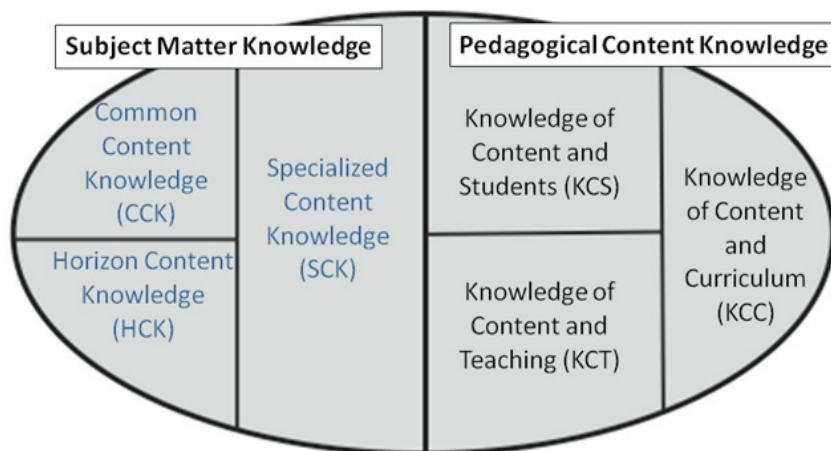 Subject Matter Knowledge
Pedagogical Content Knowledge
Common
Content
Knowledge
(CCK)
Horizon Content
Knowledge
(HCK)
Specialized
Content
Knowledge
(SCK)
Knowledge of
Content and
Students (KCS)
Knowledge of
Content and
Teaching (KCT)
Knowledge
of Content
and
Curriculum
(KCC)